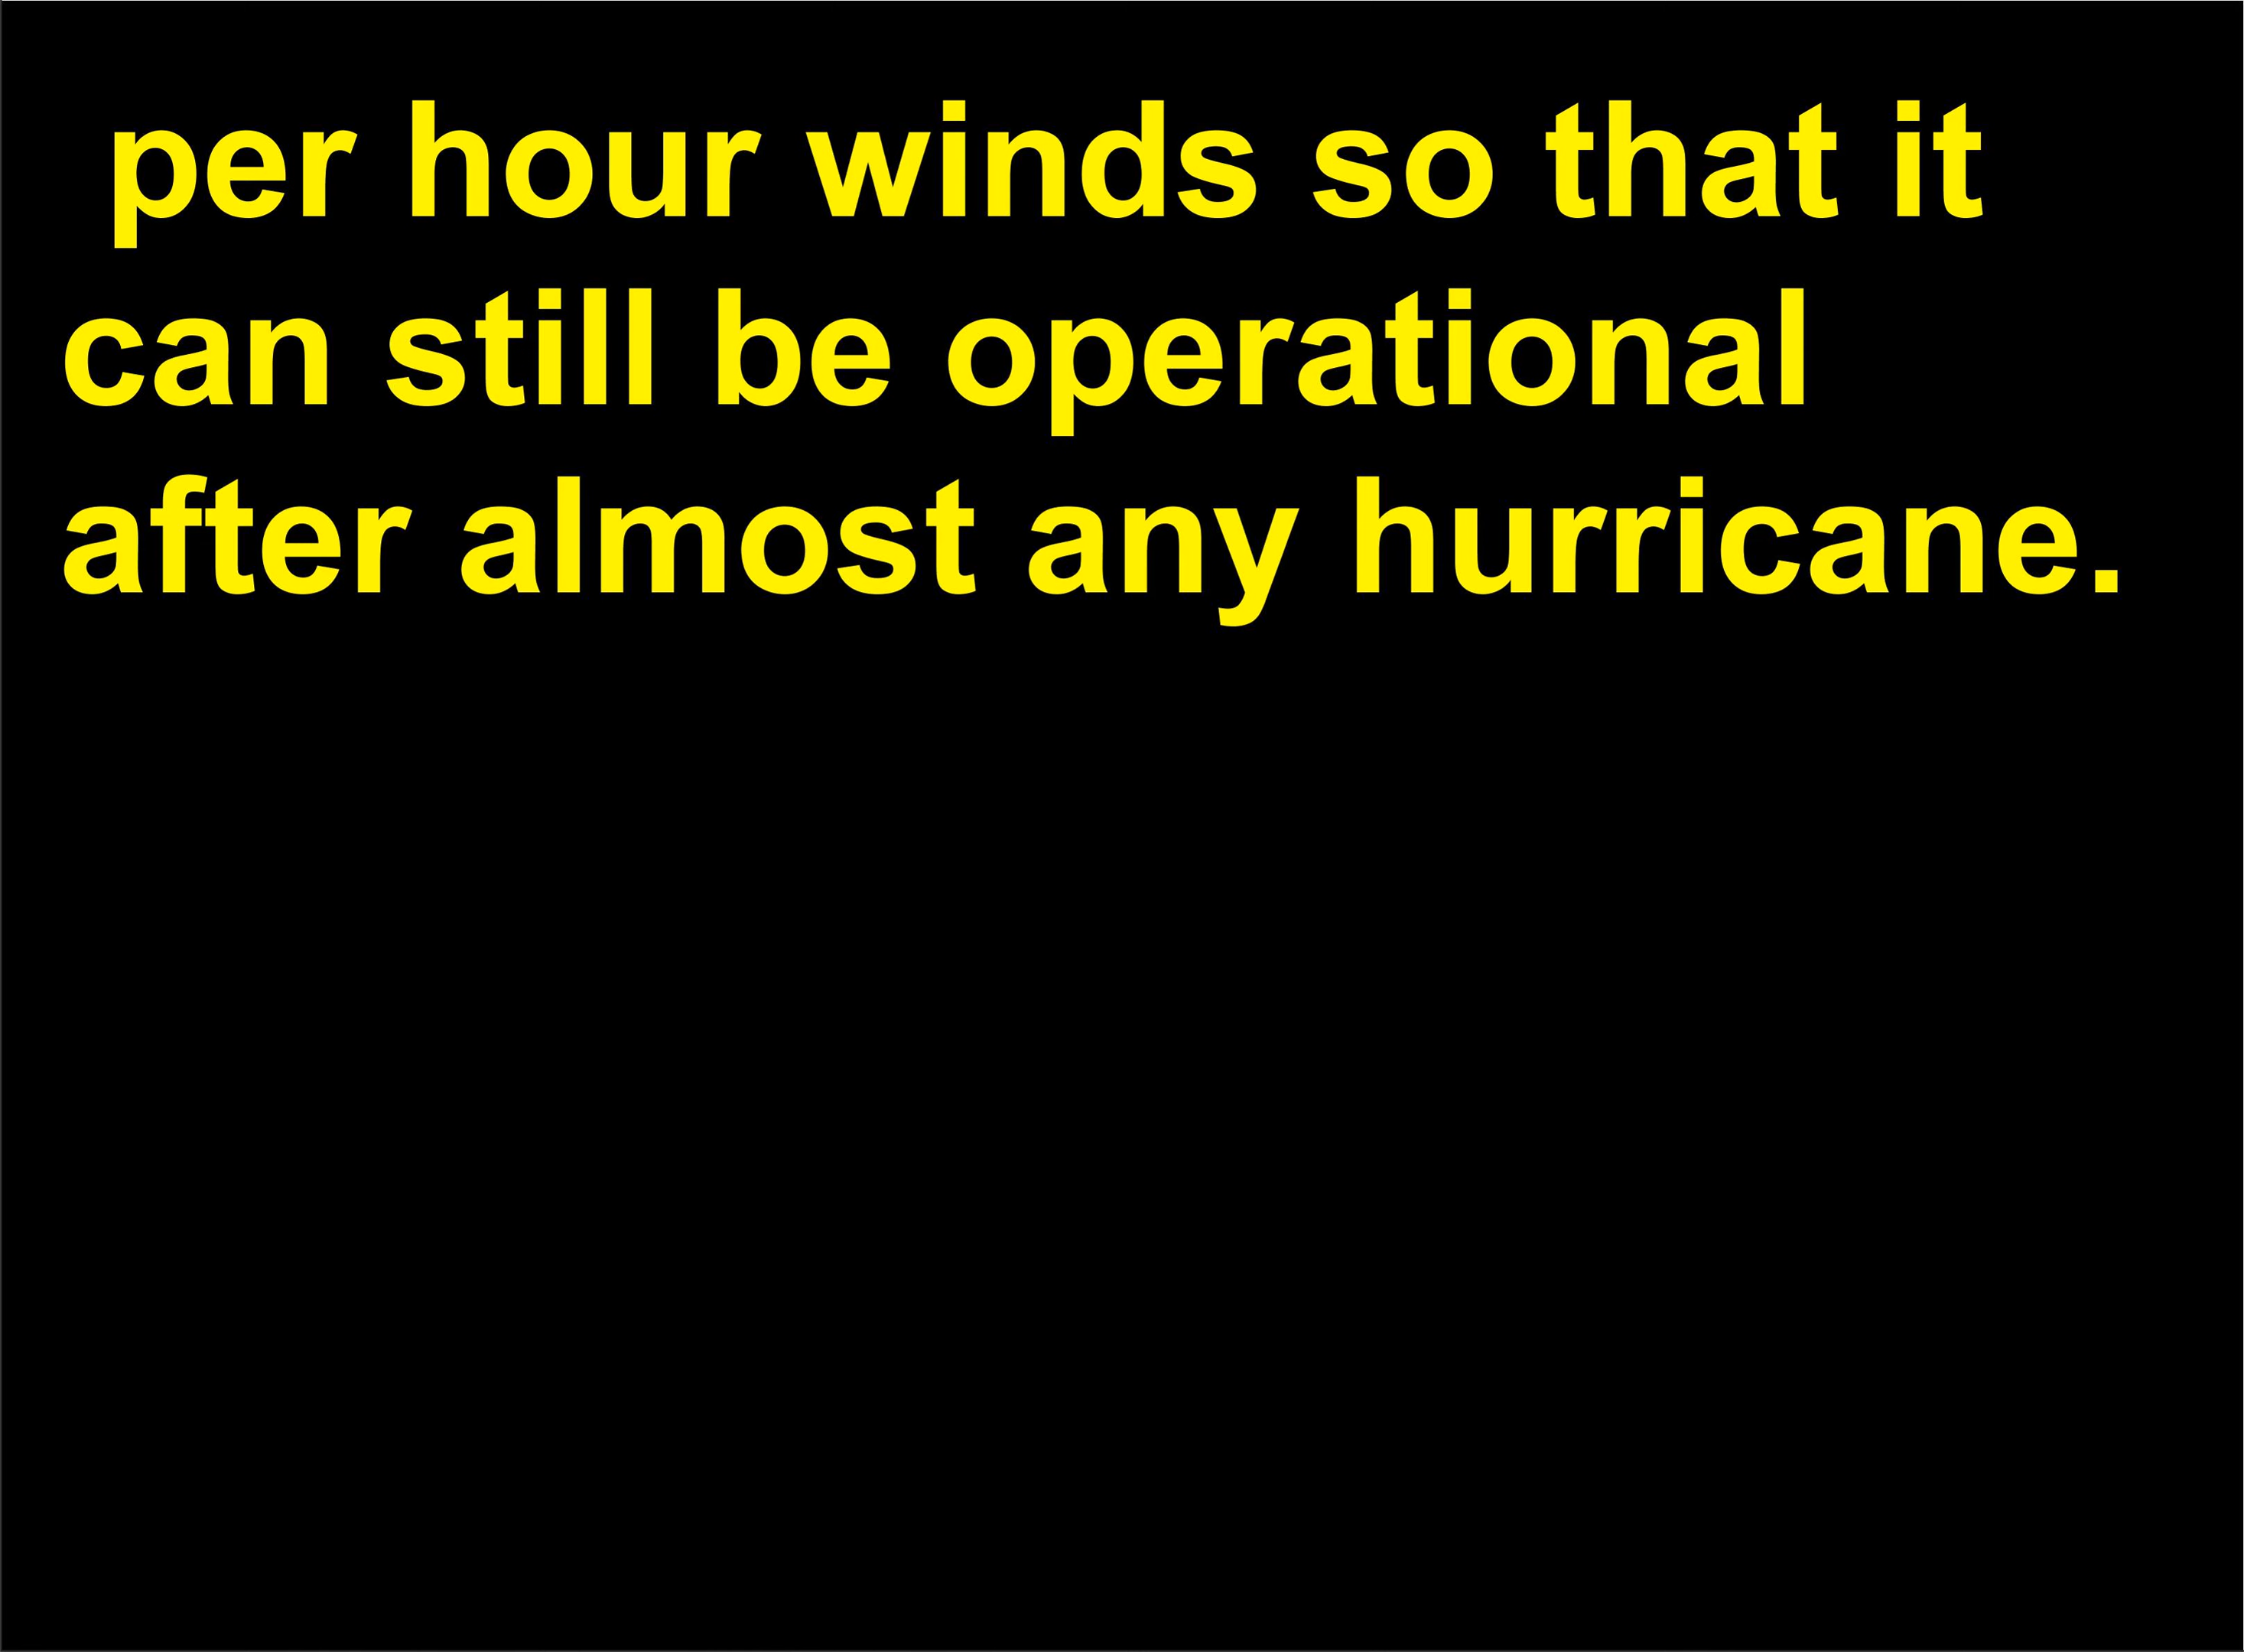 per hour winds so that it
can still be operational
after almost any hurricane.